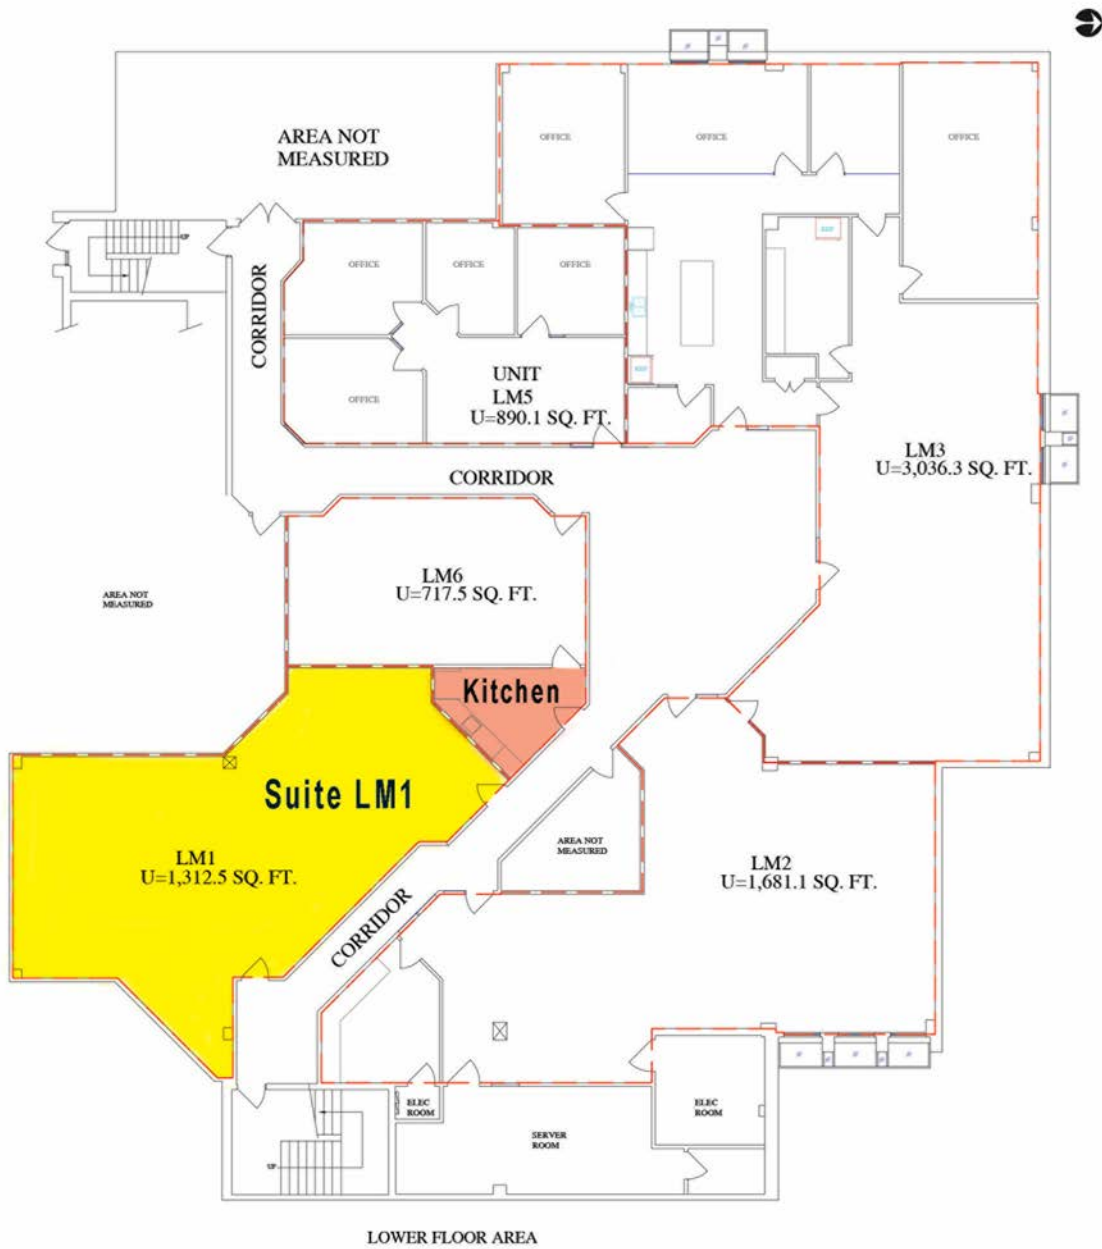 AREA NOT
MEASURED
OFFICE
OFFICE
OFFICE
UP
CORRIDOR
OFFICE
OFFICE
OFFICE
REF
REF
OFFICE
UNIT
LM5
U=890.1 SQ. FT.
CORRIDOR
LM3
U=3,036.3 SQ. FT.
LM6
U=717.5 SQ. FT.
AREA NOT
MEASURED
Kitchen
Suite LM1
LM1
U=1,312.5 SQ. FT.
AREA NOT
MEASURED
LM2
U=1,681.1 SQ. FT.
CORRIDOR
ELEC
ROOM
ELEC
ROOM
SERVER
ROOM
UP
LOWER FLOOR AREA